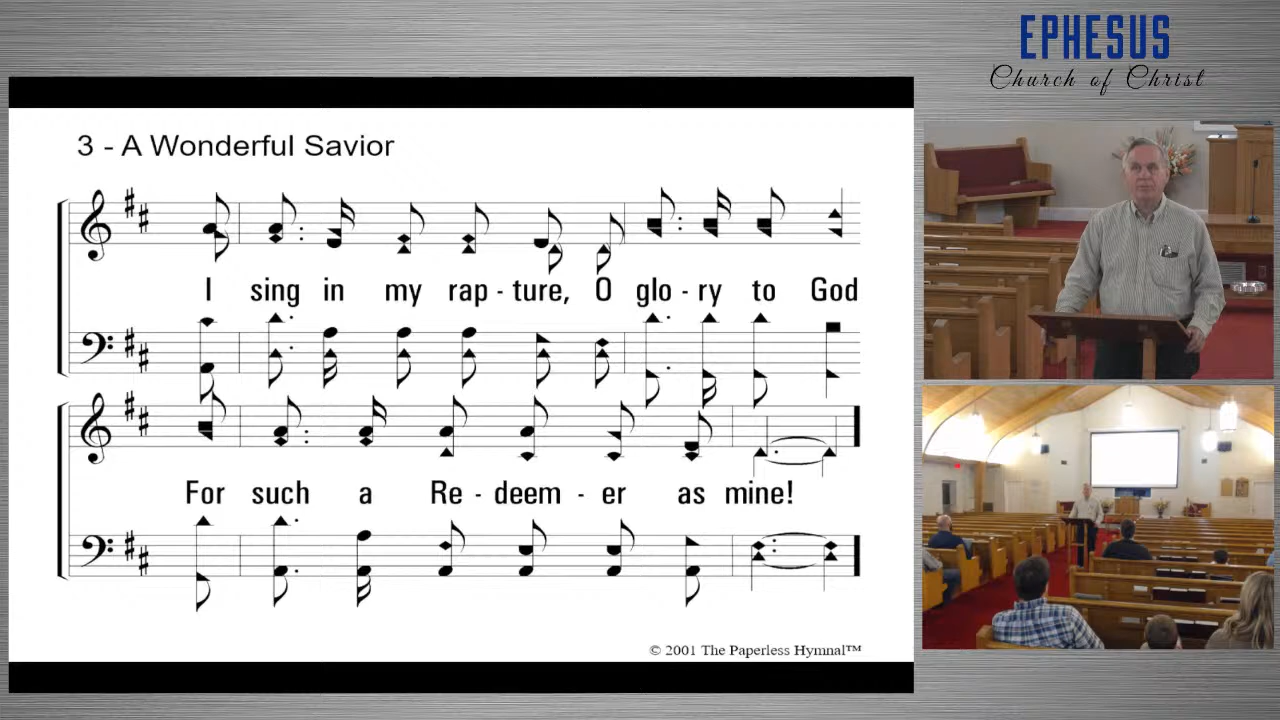 EPHESUS
Church of Christ
3 - A Wonderful Savior
I sing in my rap - ture, O glo - ry to God
For such a Re - deem - er as mine!
© 2001 The Paperless Hymnal™